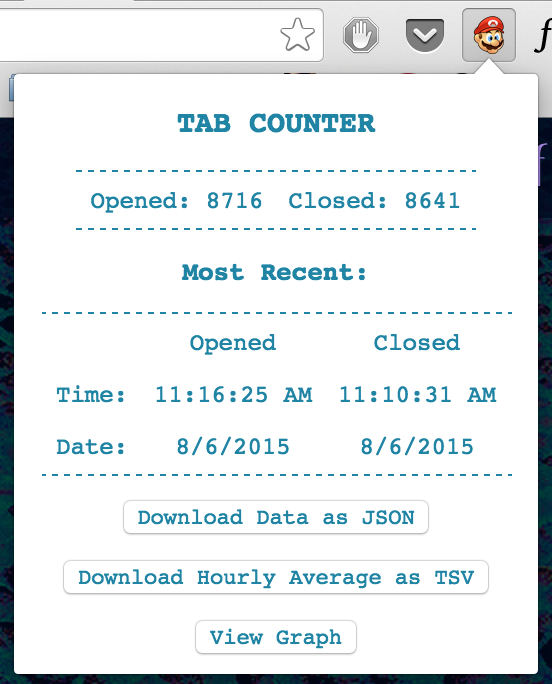 TAB COUNTER
Opened: 8716 Closed: 8641
Most Recent:
Opened Closed
Time: 11:16:25 AM 11:10:31 AM
Date: 8/6/2015 8/6/2015
Download Data as JSON
Download Hourly Average as TSV
View Graph